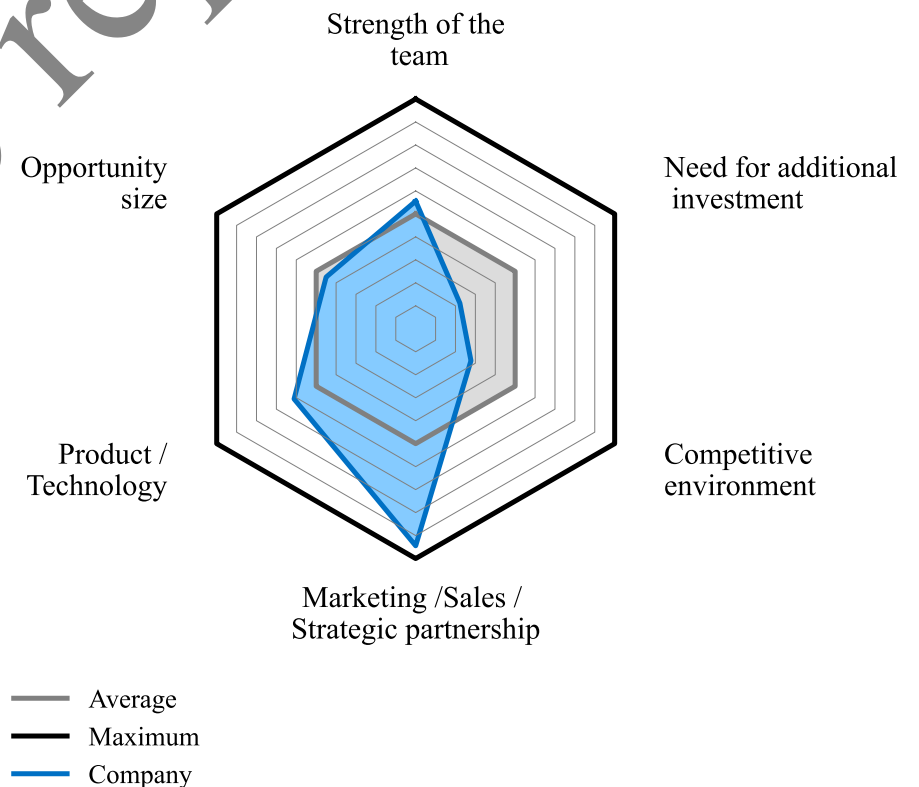 Strength of the
team
Opportunity
size
Need for additional
investment
Product /
Technology
Competitive
environment
Marketing /Sales /
Strategic partnership
Average
Maximum
Company